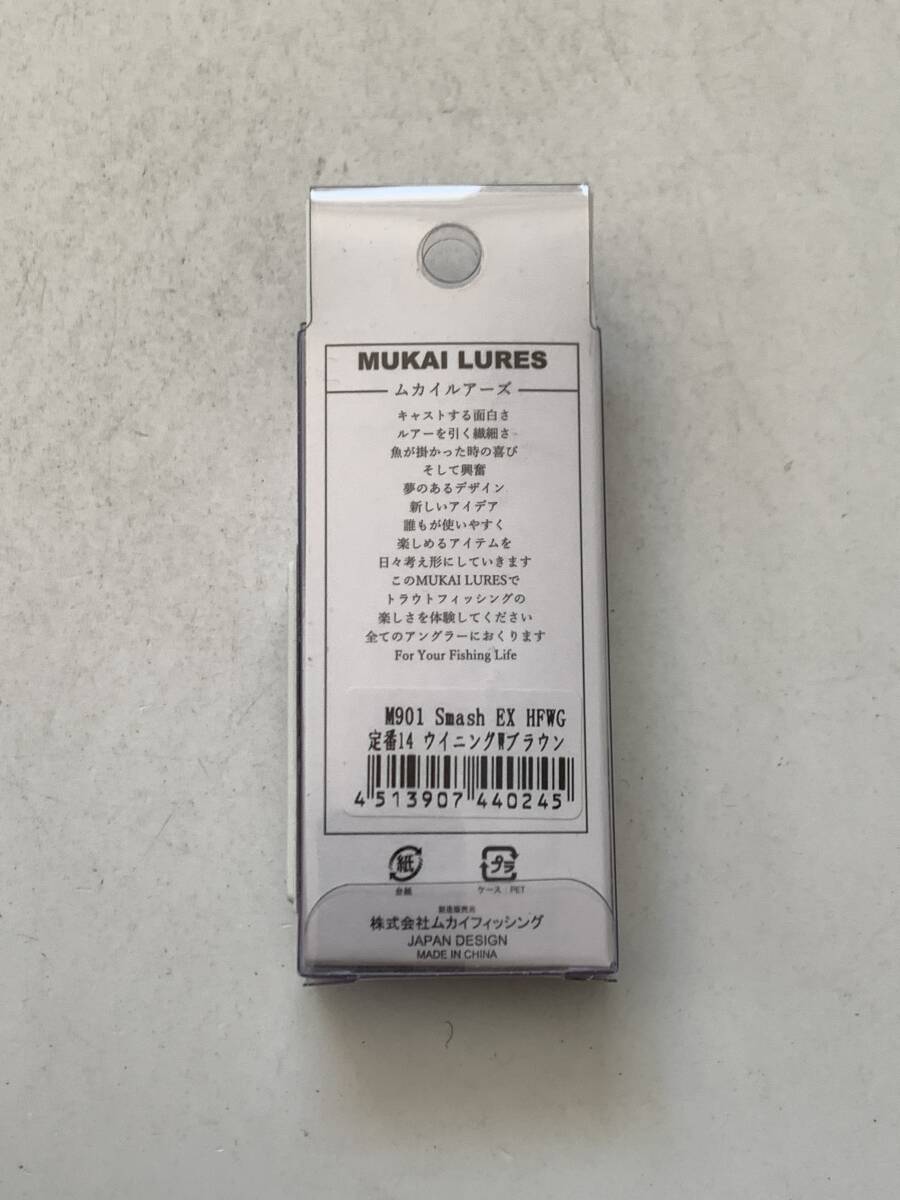 MUKAI LURES
ムカイルアーズ
キャストする面白さ
ルアーを引く繊細さ
魚が掛かった時の喜び
そして興奮
夢のあるデザイン
新しいアイデア
誰もが使いやすく
楽しめるアイテムを
日々考え形にしていきます
このMUKAI LURESで
トラウトフィッシングの
楽しさを体験してください
全てのアングラーにおくります
For Your Fishing Life
M901 Smash EX HFWG
定番14 ウイニングWブラウン
4 513907 440245
紙 プラ
台紙 ケース：PET
製造販売元
株式会社ムカイフィッシング
JAPAN DESIGN
MADE IN CHINA